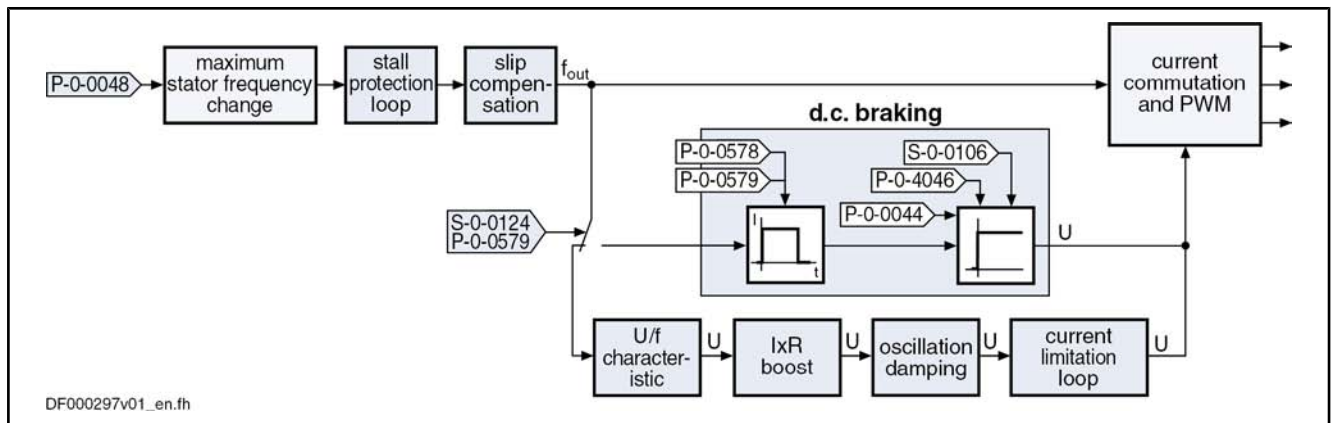 P-0-0048
maximum
stator frequency
change
stall
protection
loop
slip
compen-
sation
fout
current
commutation
and PWM
d.c. braking
P-0-0578
P-0-0579
S-0-0106
P-0-4046
P-0-0044
S-0-0124
P-0-0579
I
t
U
U/f
character-
istic
U
IxR
boost
U
oscillation
damping
U
current
limitation
loop
U
DF000297v01_en.fh